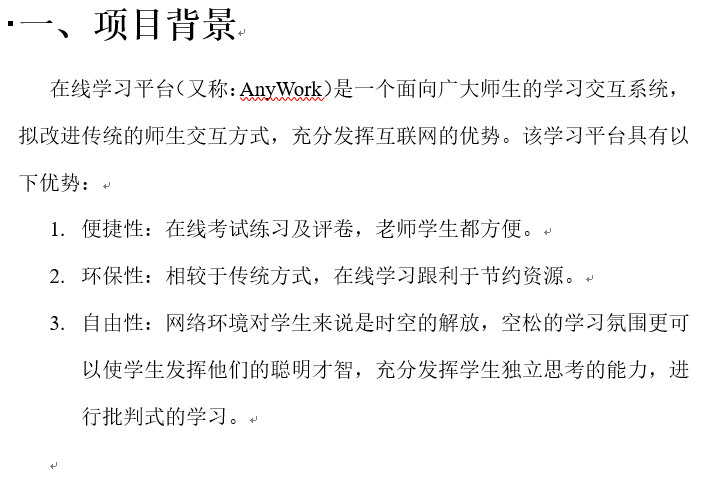 一、项目背景
在线学习平台（又称：AnyWork）是一个面向广大师生的学习交互系统，
拟改进传统的师生交互方式，充分发挥互联网的优势。该学习平台具有以
下优势：
1. 便捷性：在线考试练习及评卷，老师学生都方便。
2. 环保性：相较于传统方式，在线学习跟利于节约资源。
3. 自由性：网络环境对学生来说是时空的解放，空松的学习氛围更可
以使学生发挥他们的聪明才智，充分发挥学生独立思考的能力，进
行批判式的学习。